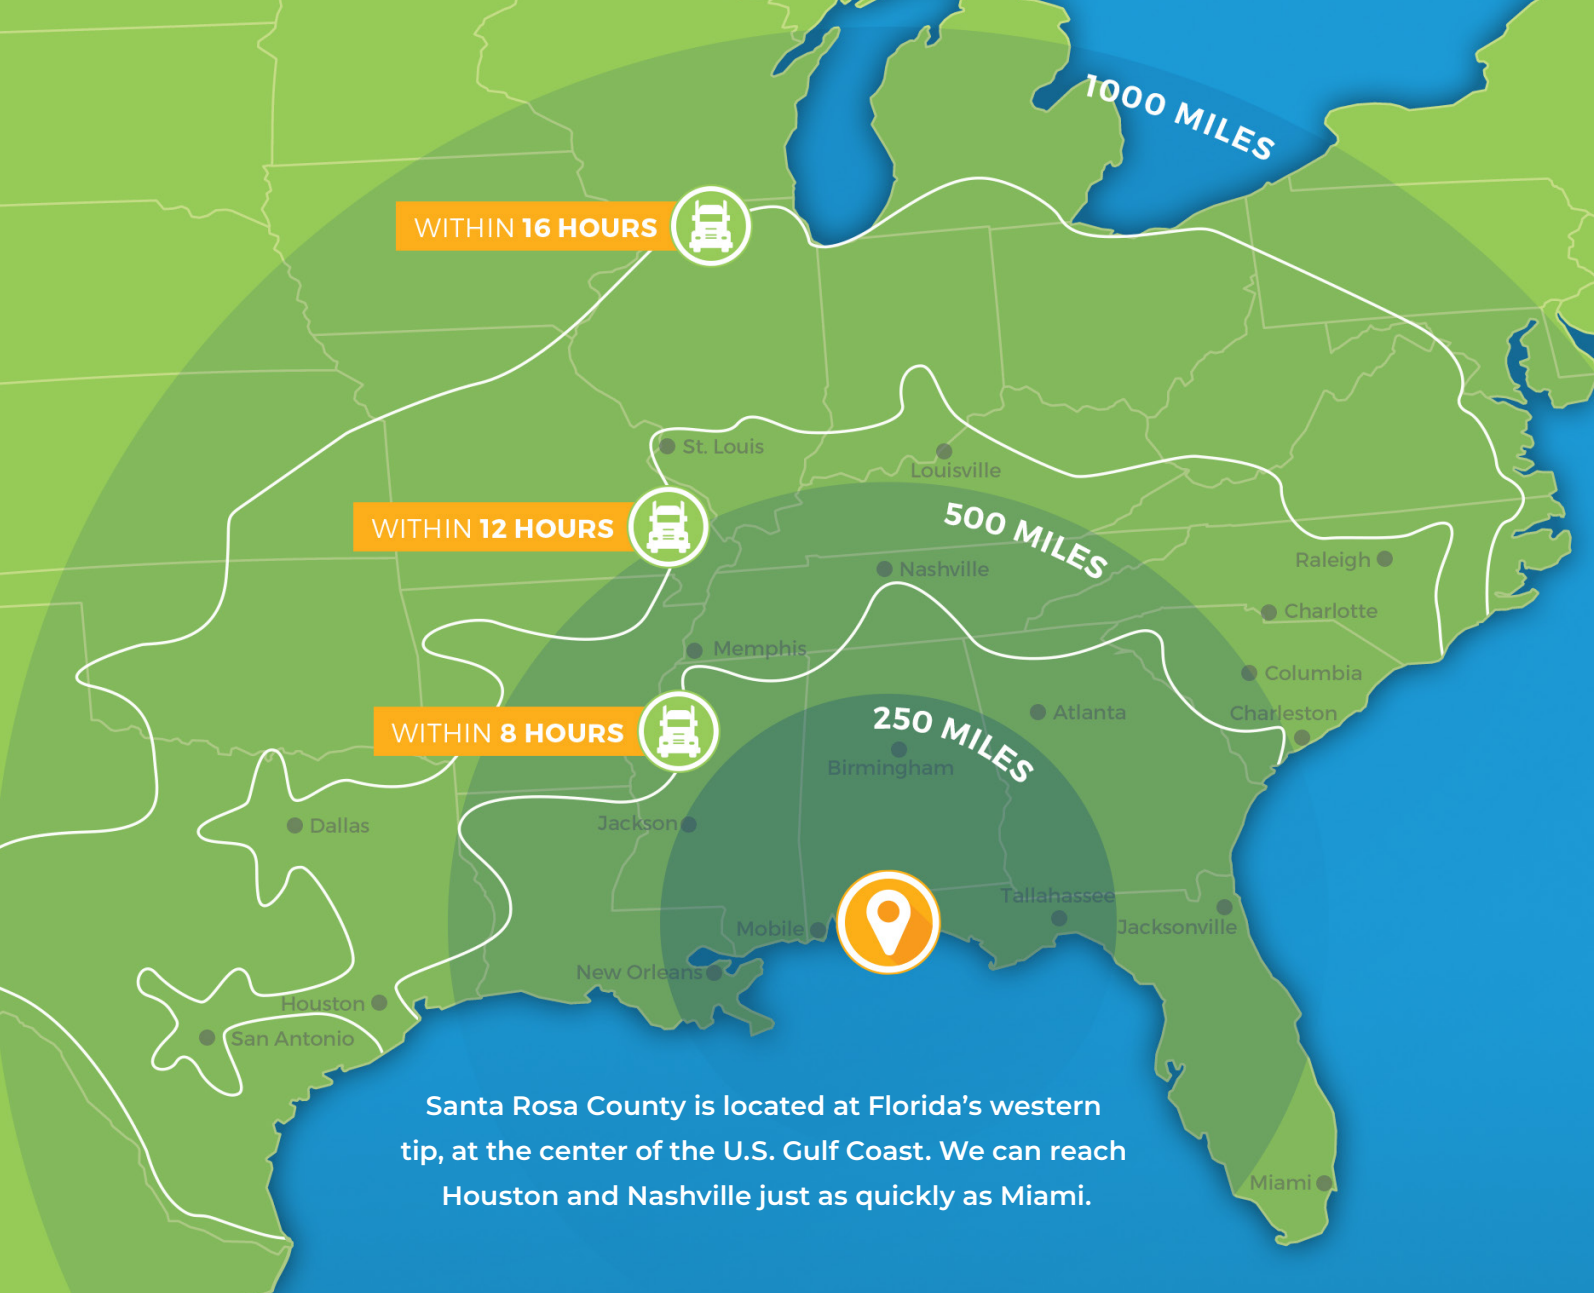 1000 MILES
WITHIN 16 HOURS
St. Louis
Louisville
500 MILES
WITHIN 12 HOURS
Raleigh
Nashville
Charlotte
Memphis
Columbia
Charleston
Atlanta
250 MILES
WITHIN 8 HOURS
Birmingham
Jackson
Dallas
Tallahassee
Mobile
Jacksonville
New Orleans
Houston
San Antonio
Santa Rosa County is located at Florida’s western
tip, at the center of the U.S. Gulf Coast. We can reach
Houston and Nashville just as quickly as Miami.
Miami